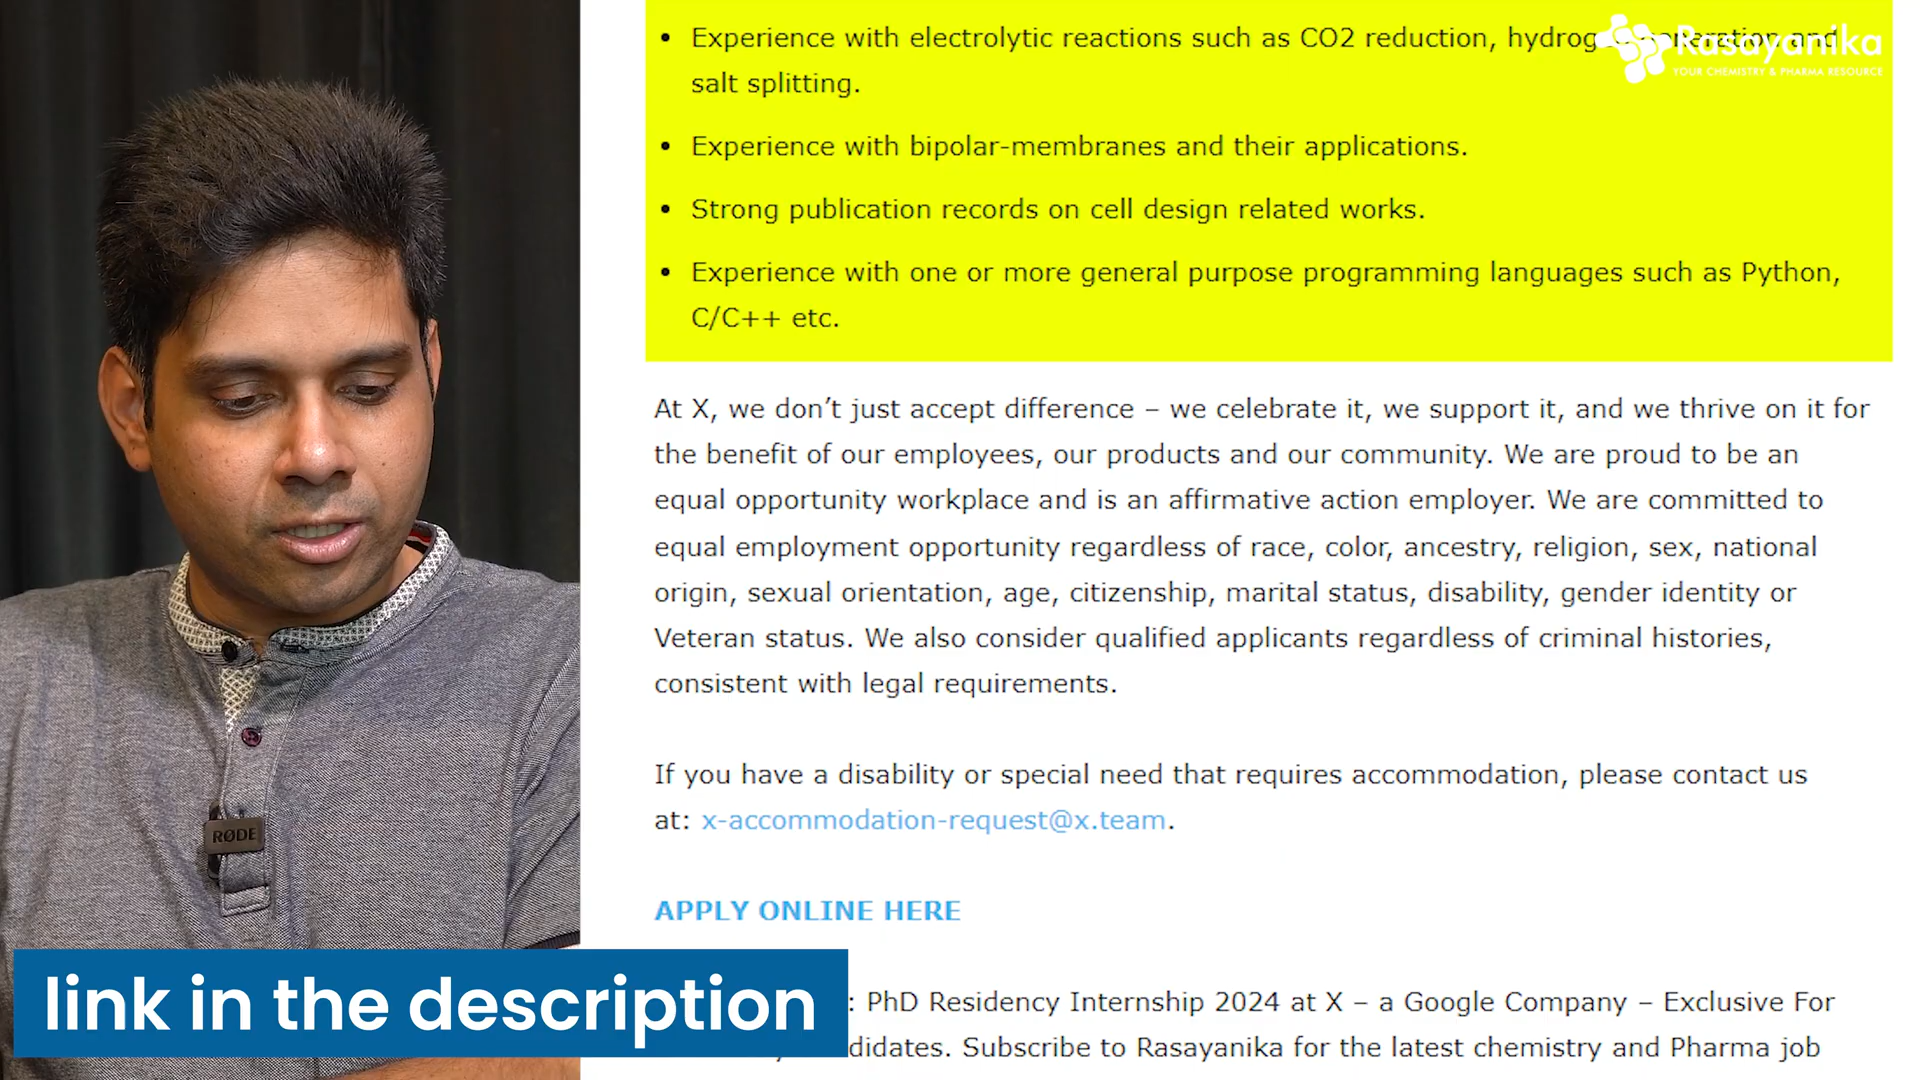 Rasayanika
YOUR CHEMISTRY & PHARMA RESOURCE
• Experience with electrolytic reactions such as CO2 reduction, hydrogen generation and
salt splitting.
• Experience with bipolar-membranes and their applications.
• Strong publication records on cell design related works.
• Experience with one or more general purpose programming languages such as Python,
C/C++ etc.
At X, we don’t just accept difference – we celebrate it, we support it, and we thrive on it for
the benefit of our employees, our products and our community. We are proud to be an
equal opportunity workplace and is an affirmative action employer. We are committed to
equal employment opportunity regardless of race, color, ancestry, religion, sex, national
origin, sexual orientation, age, citizenship, marital status, disability, gender identity or
Veteran status. We also consider qualified applicants regardless of criminal histories,
consistent with legal requirements.
If you have a disability or special need that requires accommodation, please contact us
at: x-accommodation-request@x.team.
APPLY ONLINE HERE
: PhD Residency Internship 2024 at X – a Google Company – Exclusive For
Subscribe to Rasayanika for the latest chemistry and Pharma job
RØDE
link in the description